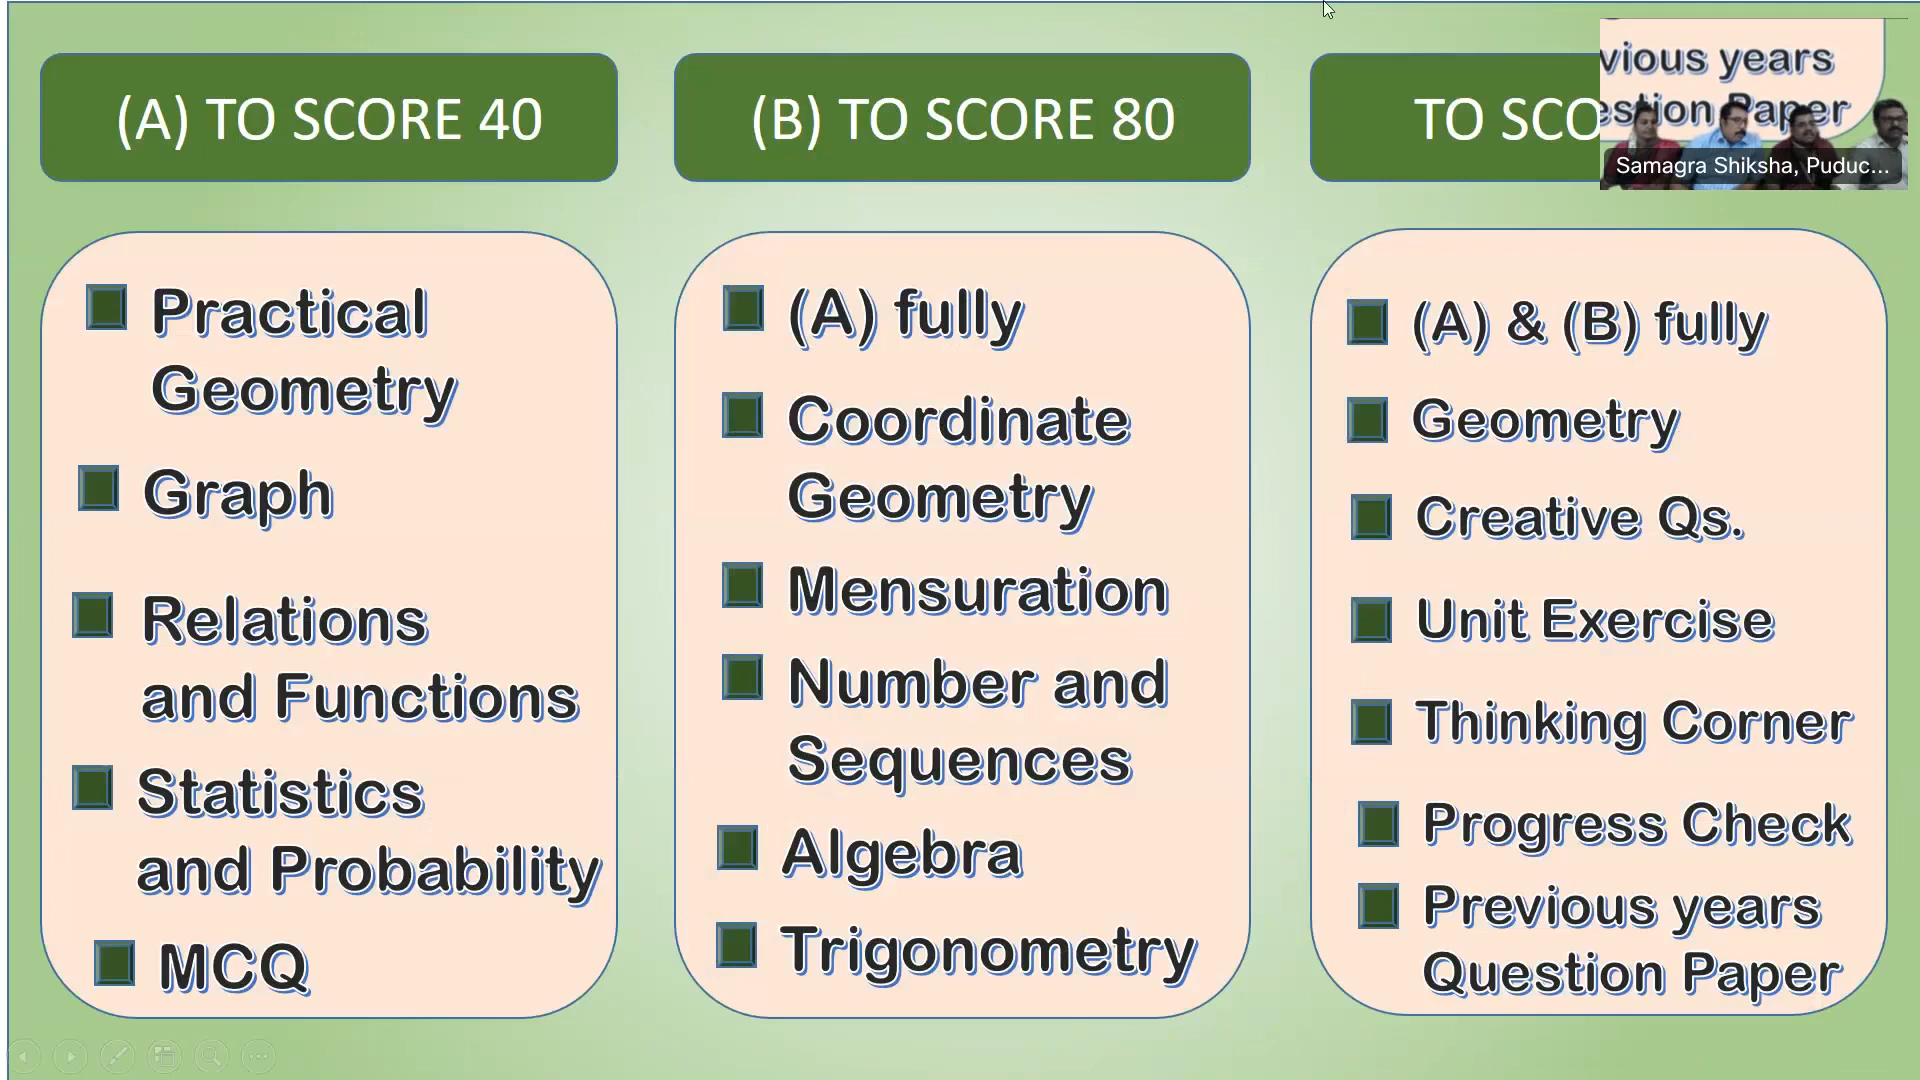 (A) TO SCORE 40
Practical
Geometry
Graph
Relations
and Functions
Statistics
and Probability
MCQ
(B) TO SCORE 80
(A) fully
Coordinate
Geometry
Mensuration
Number and
Sequences
Algebra
Trigonometry
TO SCO
(A) & (B) fully
Geometry
Creative Qs.
Unit Exercise
Thinking Corner
Progress Check
Previous years
Question Paper
vious years
estion Paper
Samagra Shiksha, Puduc...